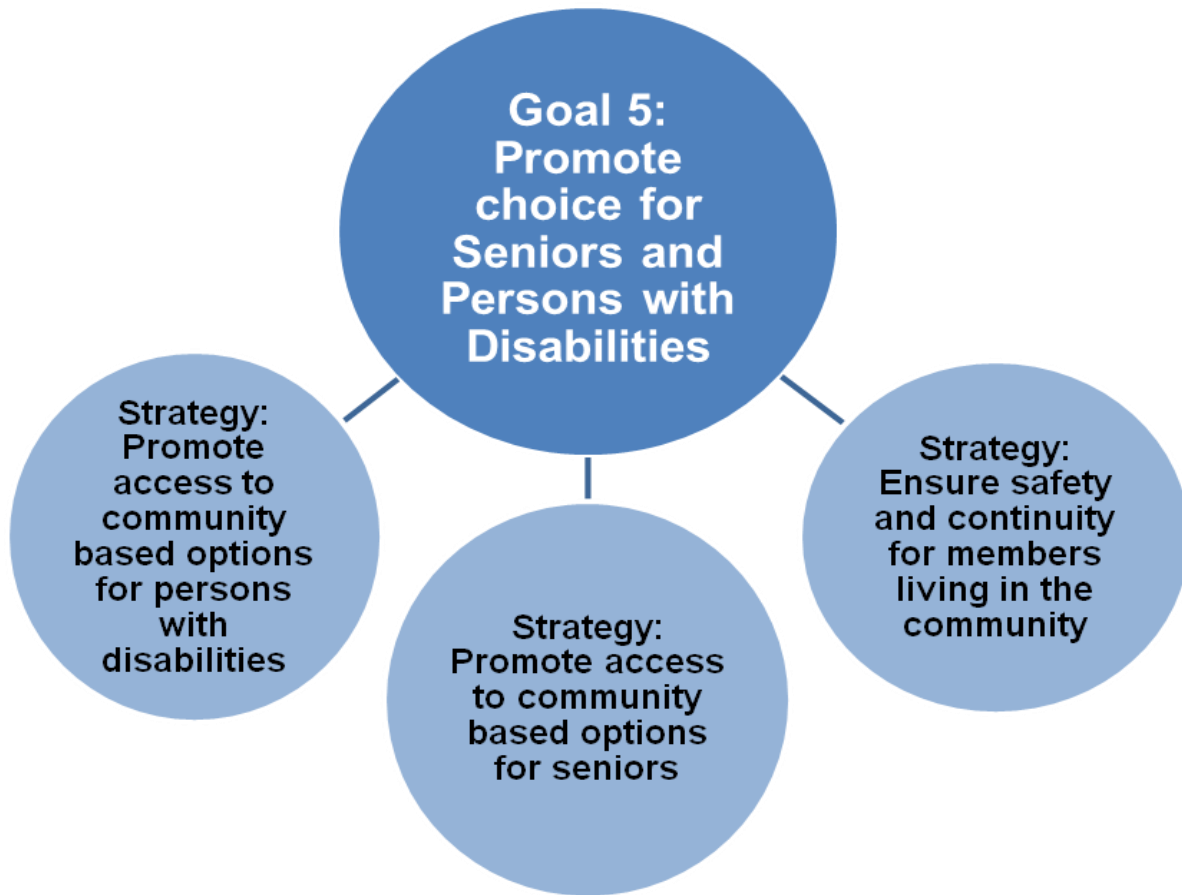 Goal 5:
Promote
choice for
Seniors and
Persons with
Disabilities
Strategy:
Promote
access to
community
based options
for persons
with
disabilities
Strategy:
Promote access
to community
based options
for seniors
Strategy:
Ensure safety
and continuity
for members
living in the
community